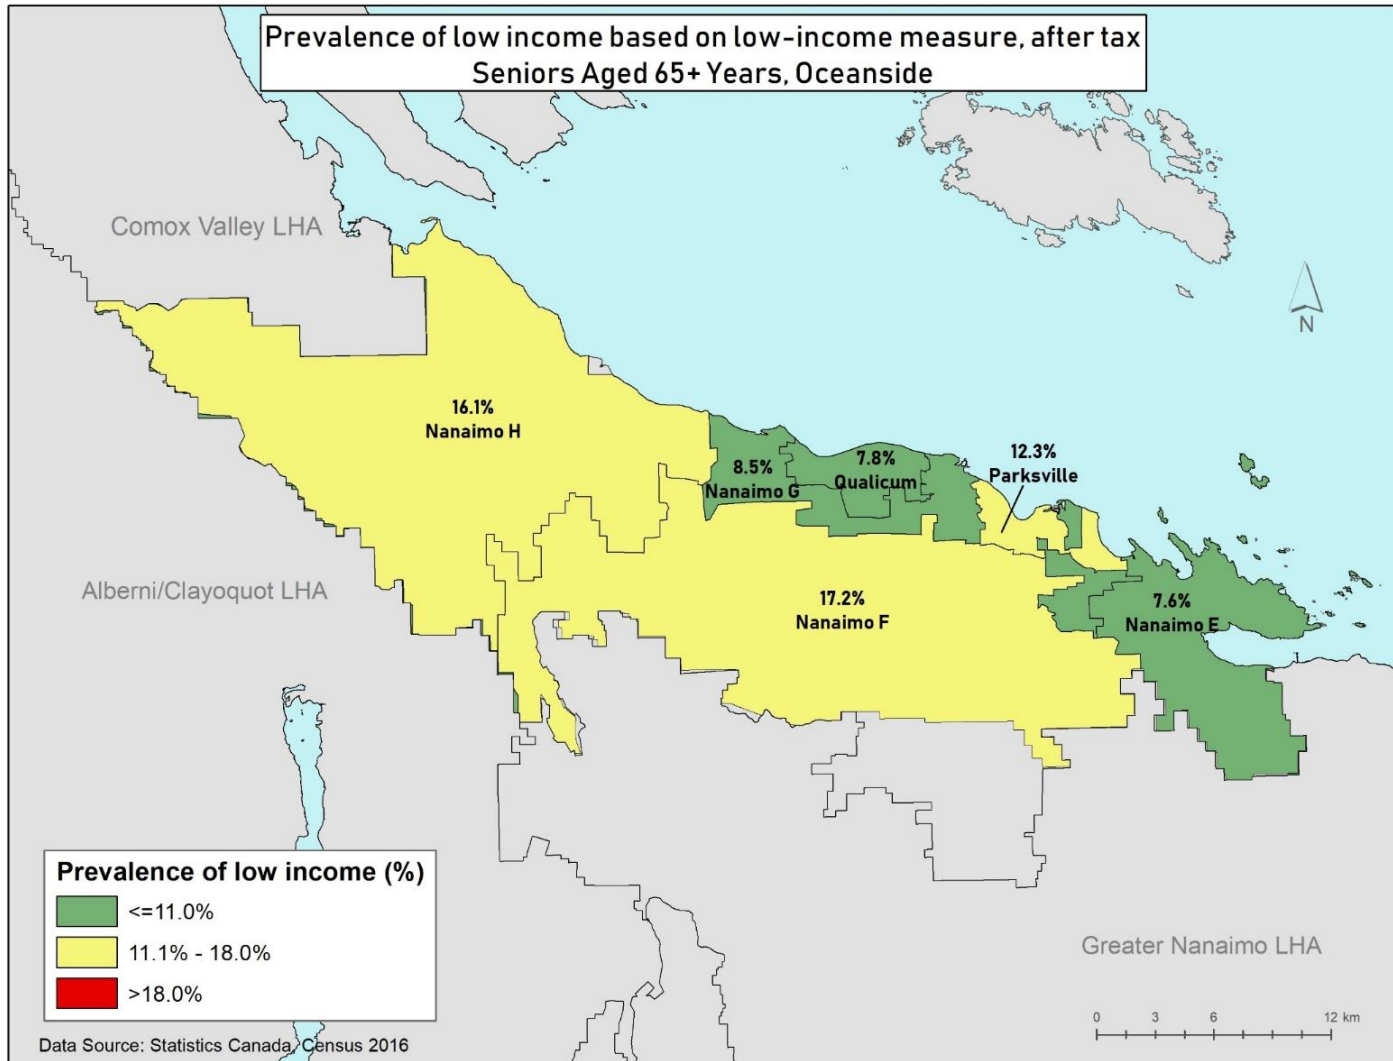 Prevalence of low income based on low-income measure, after tax
Seniors Aged 65+ Years, Oceanside
Comox Valley LHA
N
16.1%
Nanaimo H
8.5%
Nanaimo G
7.8%
Qualicum
12.3%
Parksville
Alberni/Clayoquot LHA
17.2%
Nanaimo F
7.6%
Nanaimo E
Prevalence of low income (%)
<=11.0%
11.1% - 18.0%
>18.0%
Greater Nanaimo LHA
0 3 6 12 km
Data Source: Statistics Canada, Census 2016